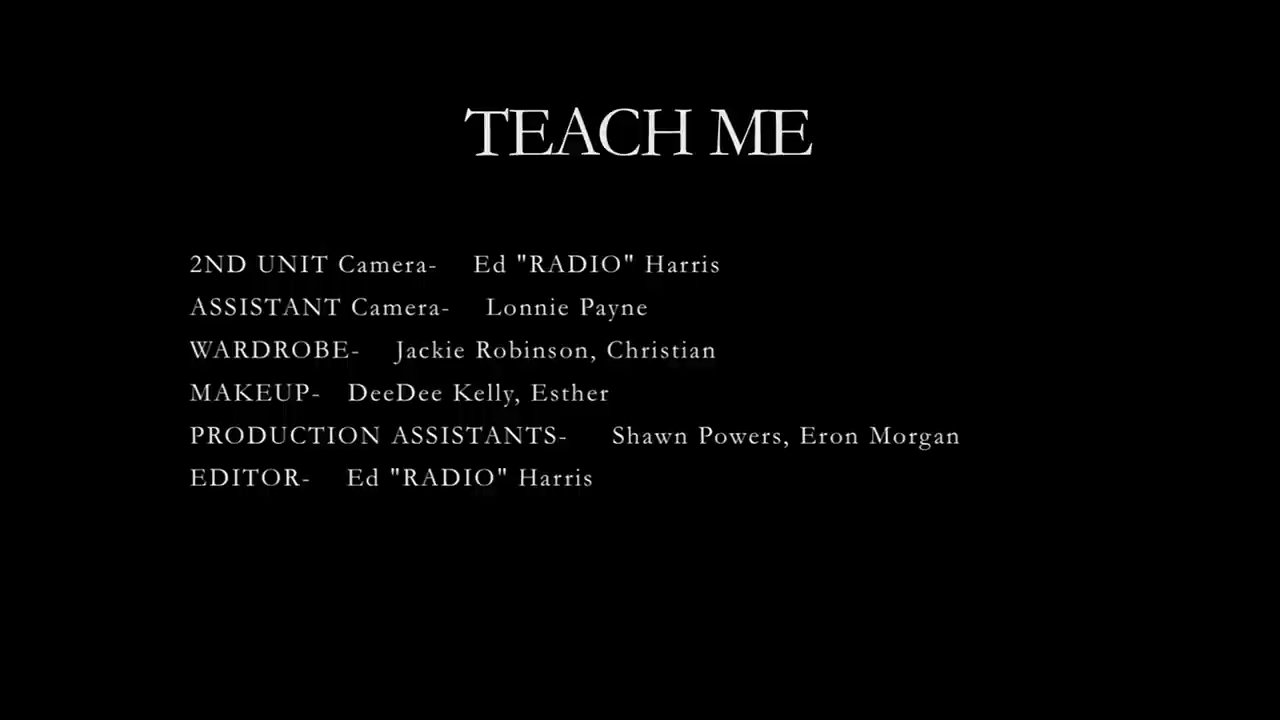 TEACH ME
2ND UNIT Camera- Ed "RADIO" Harris
ASSISTANT Camera- Lonnie Payne
WARDROBE- Jackie Robinson, Christian
MAKEUP- DeeDee Kelly, Esther
PRODUCTION ASSISTANTS- Shawn Powers, Eron Morgan
EDITOR- Ed "RADIO" Harris